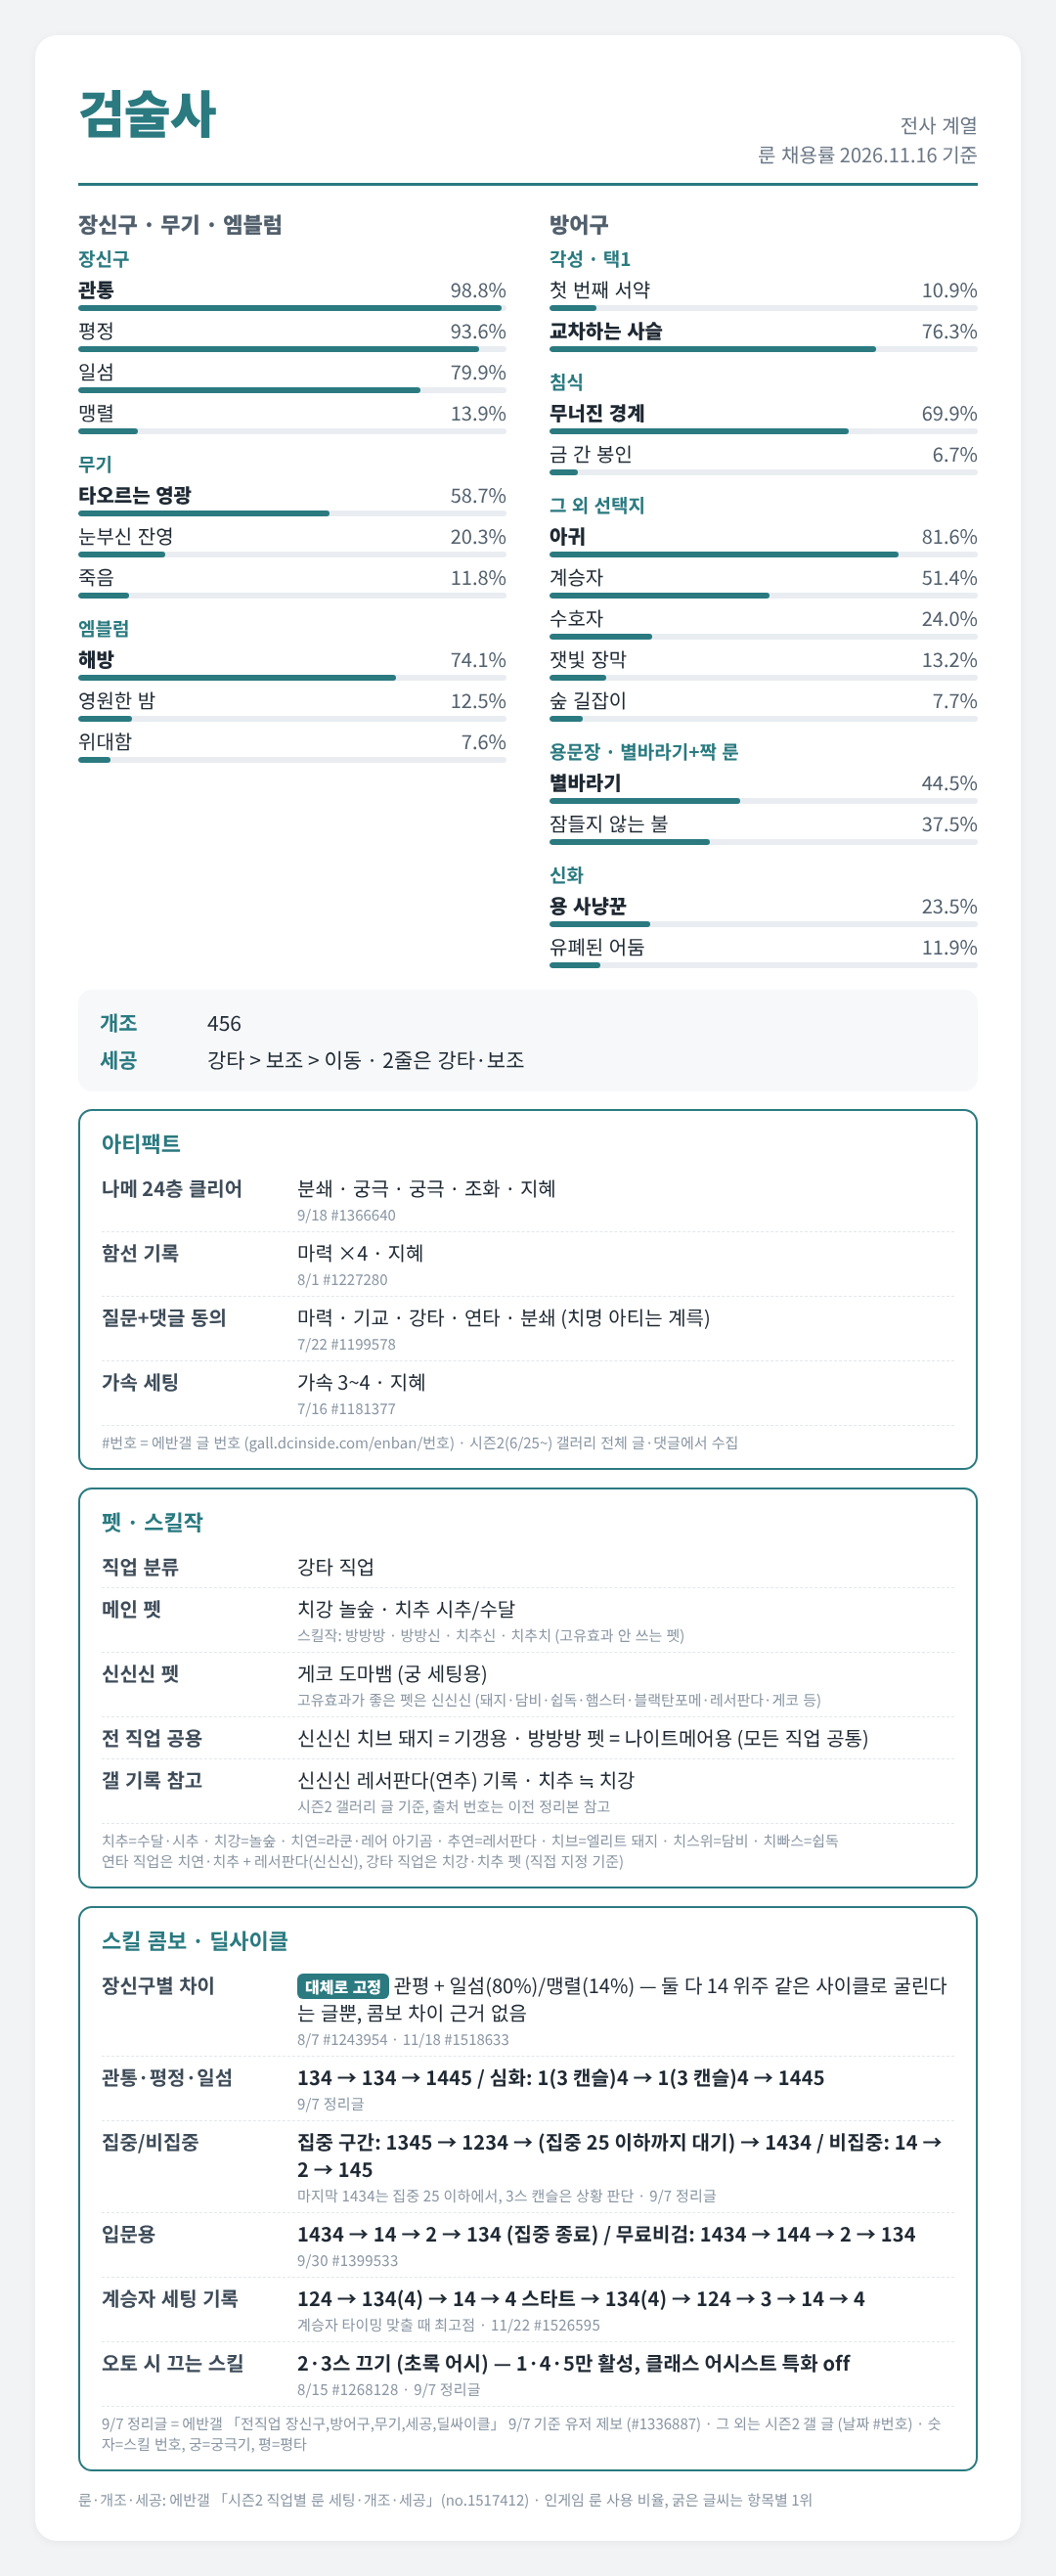 검술사
전사 계열
룬 채용률 2026.11.16 기준
장신구 · 무기 · 엠블럼
장신구
관통 98.8%
평정 93.6%
일섬 79.9%
맹렬 13.9%
무기
타오르는 영광 58.7%
눈부신 잔영 20.3%
죽음 11.8%
엠블럼
해방 74.1%
영원한 밤 12.5%
위대함 7.6%
방어구
각성 · 택1
첫 번째 서약 10.9%
교차하는 사슬 76.3%
침식
무너진 경계 69.9%
금 간 봉인 6.7%
그 외 선택지
아귀 81.6%
계승자 51.4%
수호자 24.0%
잿빛 장막 13.2%
숲 길잡이 7.7%
용문장 · 별바라기+짝 룬
별바라기 44.5%
잠들지 않는 불 37.5%
신화
용 사냥꾼 23.5%
유폐된 어둠 11.9%
개조 456
세공 강타 > 보조 > 이동 · 2줄은 강타·보조
아티팩트
나메 24층 클리어 분쇄 · 궁극 · 궁극 · 조화 · 지혜
9/18 #1366640
함선 기록 마력 ×4 · 지혜
8/1 #1227280
질문+댓글 동의 마력 · 기교 · 강타 · 연타 · 분쇄 (치명 아티는 계륵)
7/22 #1199578
가속 세팅 가속 3~4 · 지혜
7/16 #1181377
#번호 = 에반갤 글 번호 (gall.dcinside.com/enban/번호) · 시즌2(6/25~) 갤러리 전체 글·댓글에서 수집
펫 · 스킬작
직업 분류 강타 직업
메인 펫 치강 놀숲 · 치추 시추/수달
스킬작: 방방방 · 방방신 · 치추신 · 치추치 (고유효과 안 쓰는 펫)
신신신 펫 게코 도마뱀 (궁 세팅용)
고유효과가 좋은 펫은 신신신 (돼지·담비·쉽독·햄스터·블랙탄포메·레서판다·게코 등)
전 직업 공용 신신신 치브 돼지 = 기갱용 · 방방방 펫 = 나이트메어용 (모든 직업 공통)
갤 기록 참고 신신신 레서판다(연추) 기록 · 치추 ≒ 치강
시즌2 갤러리 글 기준, 출처 번호는 이전 정리본 참고
치추=수달·시추 · 치강=놀숲 · 치연=라쿤·레어 아기곰 · 추연=레서판다 · 치브=엘리트 돼지 · 치스위=담비 · 치빠스=쉽독
연타 직업은 치연·치추 + 레서판다(신신신), 강타 직업은 치강·치추 펫 (직접 지정 기준)
스킬 콤보 · 딜사이클
장신구별 차이 대체로 고정 관평 + 일섬(80%)/맹렬(14%) — 둘 다 14 위주 같은 사이클로 굴린다
는 글뿐, 콤보 차이 근거 없음
8/7 #1243954 · 11/18 #1518633
관통·평정·일섬 134 → 134 → 1445 / 심화: 1(3 캔슬)4 → 1(3 캔슬)4 → 1445
9/7 정리글
집중/비집중 집중 구간: 1345 → 1234 → (집중 25 이하까지 대기) → 1434 / 비집중: 14 →
2 → 145
마지막 1434는 집중 25 이하에서, 3스 캔슬은 상황 판단 · 9/7 정리글
입문용 1434 → 14 → 2 → 134 (집중 종료) / 무료비검: 1434 → 144 → 2 → 134
9/30 #1399533
계승자 세팅 기록 124 → 134(4) → 14 → 4 스타트 → 134(4) → 124 → 3 → 14 → 4
계승자 타이밍 맞출 때 최고점 · 11/22 #1526595
오토 시 끄는 스킬 2·3스 끄기 (초록 어시) — 1·4·5만 활성, 클래스 어시스트 특화 off
8/15 #1268128 · 9/7 정리글
9/7 정리글 = 에반갤 「전직업 장신구,방어구,무기,세공,딜싸이클」 9/7 기준 유저 제보 (#1336887) · 그 외는 시즌2 갤 글 (날짜 #번호) · 숫
자=스킬 번호, 궁=궁극기, 평=평타
룬·개조·세공: 에반갤 「시즌2 직업별 룬 세팅·개조·세공」(no.1517412) · 인게임 룬 사용 비율, 굵은 글씨는 항목별 1위